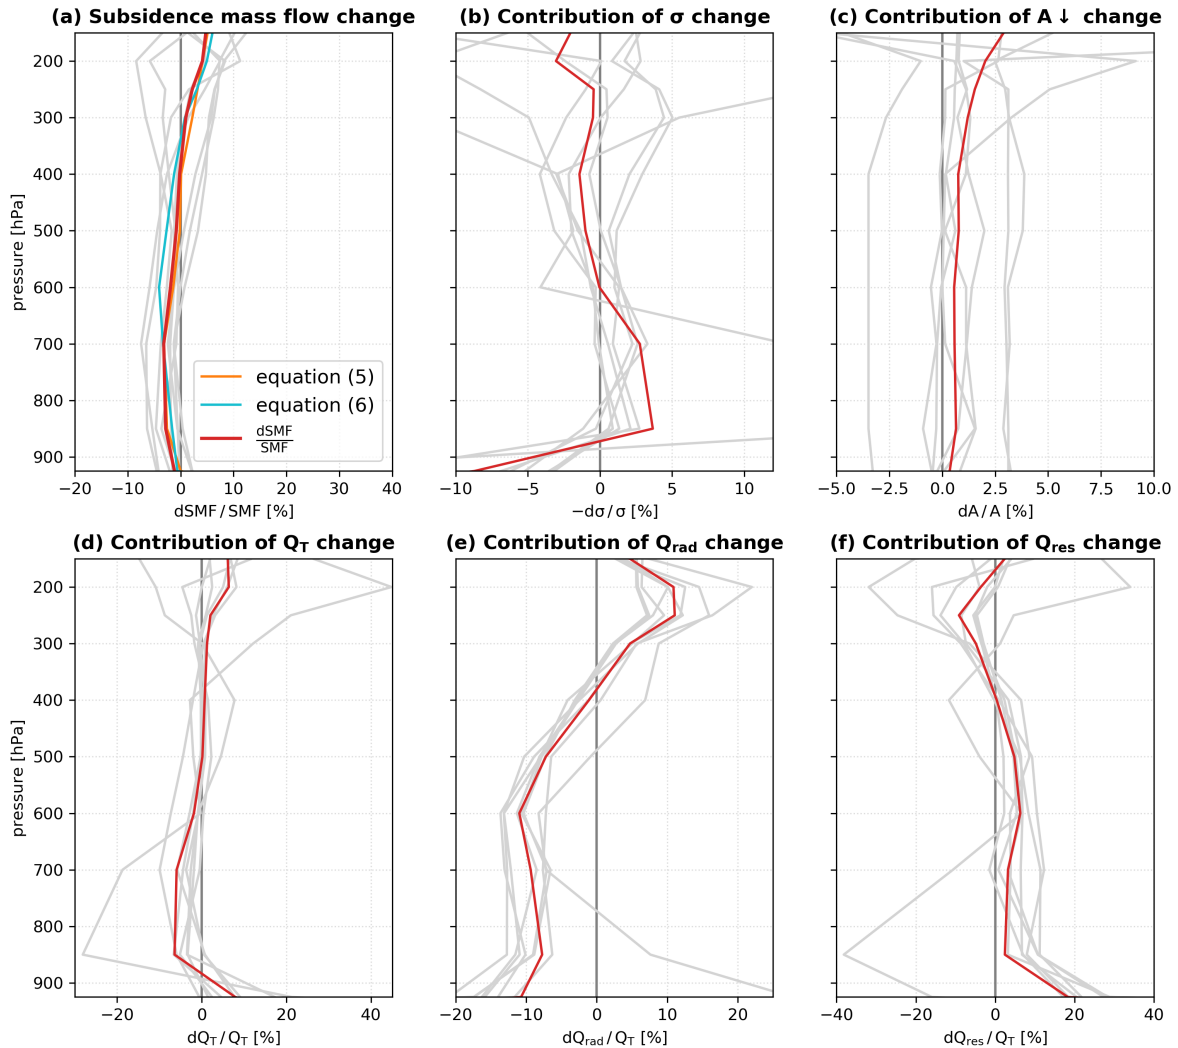 (a) Subsidence mass flow change
(b) Contribution of σ change
(c) Contribution of A↓ change
200
300
400
500
600
700
800
900
pressure [hPa]
equation (5)
equation (6)
dSMF
SMF
−20 −10 0 10 20 30 40
dSMF / SMF [%]
−10 −5 0 5 10
−dσ / σ [%]
−5.0 −2.5 0.0 2.5 5.0 7.5 10.0
dA / A [%]
(d) Contribution of Q_T change
(e) Contribution of Q_rad change
(f) Contribution of Q_res change
200
300
400
500
600
700
800
900
pressure [hPa]
−20 0 20 40
dQ_T / Q_T [%]
−20 −10 0 10 20
dQ_rad / Q_T [%]
−40 −20 0 20 40
dQ_res / Q_T [%]